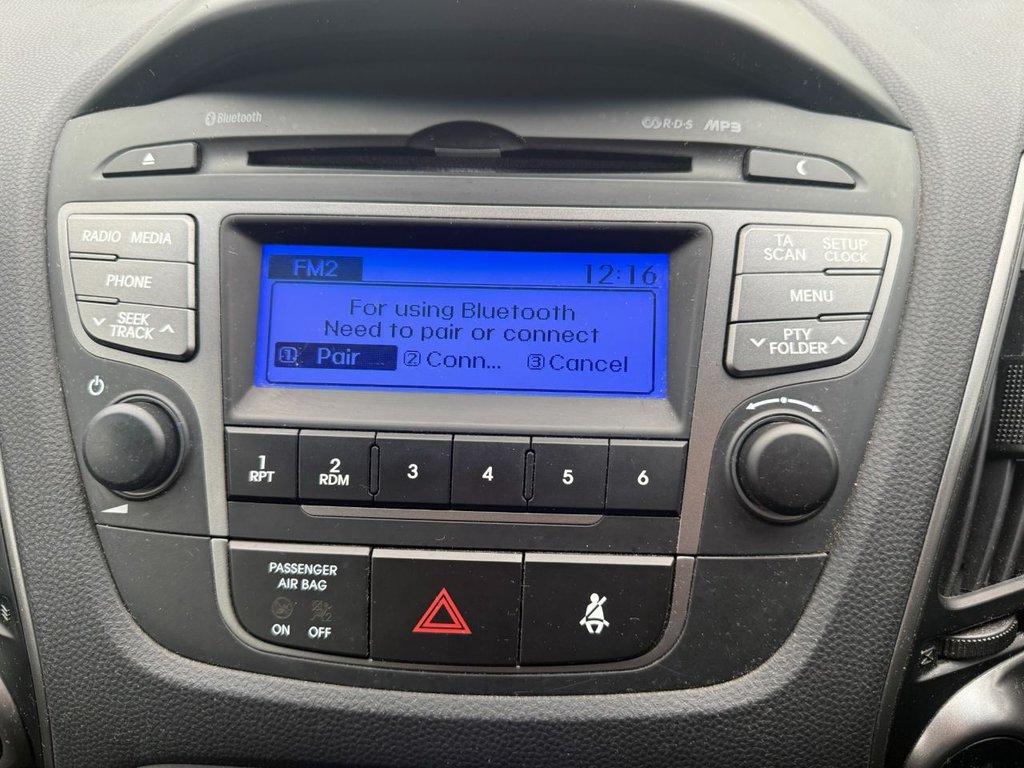 Bluetooth
R·D·S MP3
RADIO MEDIA
PHONE
SEEK
TRACK
FM2 12:16
For using Bluetooth
Need to pair or connect
1 Pair 2 Conn... 3 Cancel
TA
SCAN
SETUP
CLOCK
MENU
PTY
FOLDER
1
RPT
2
RDM
3
4
5
6
PASSENGER
AIR BAG
ON OFF